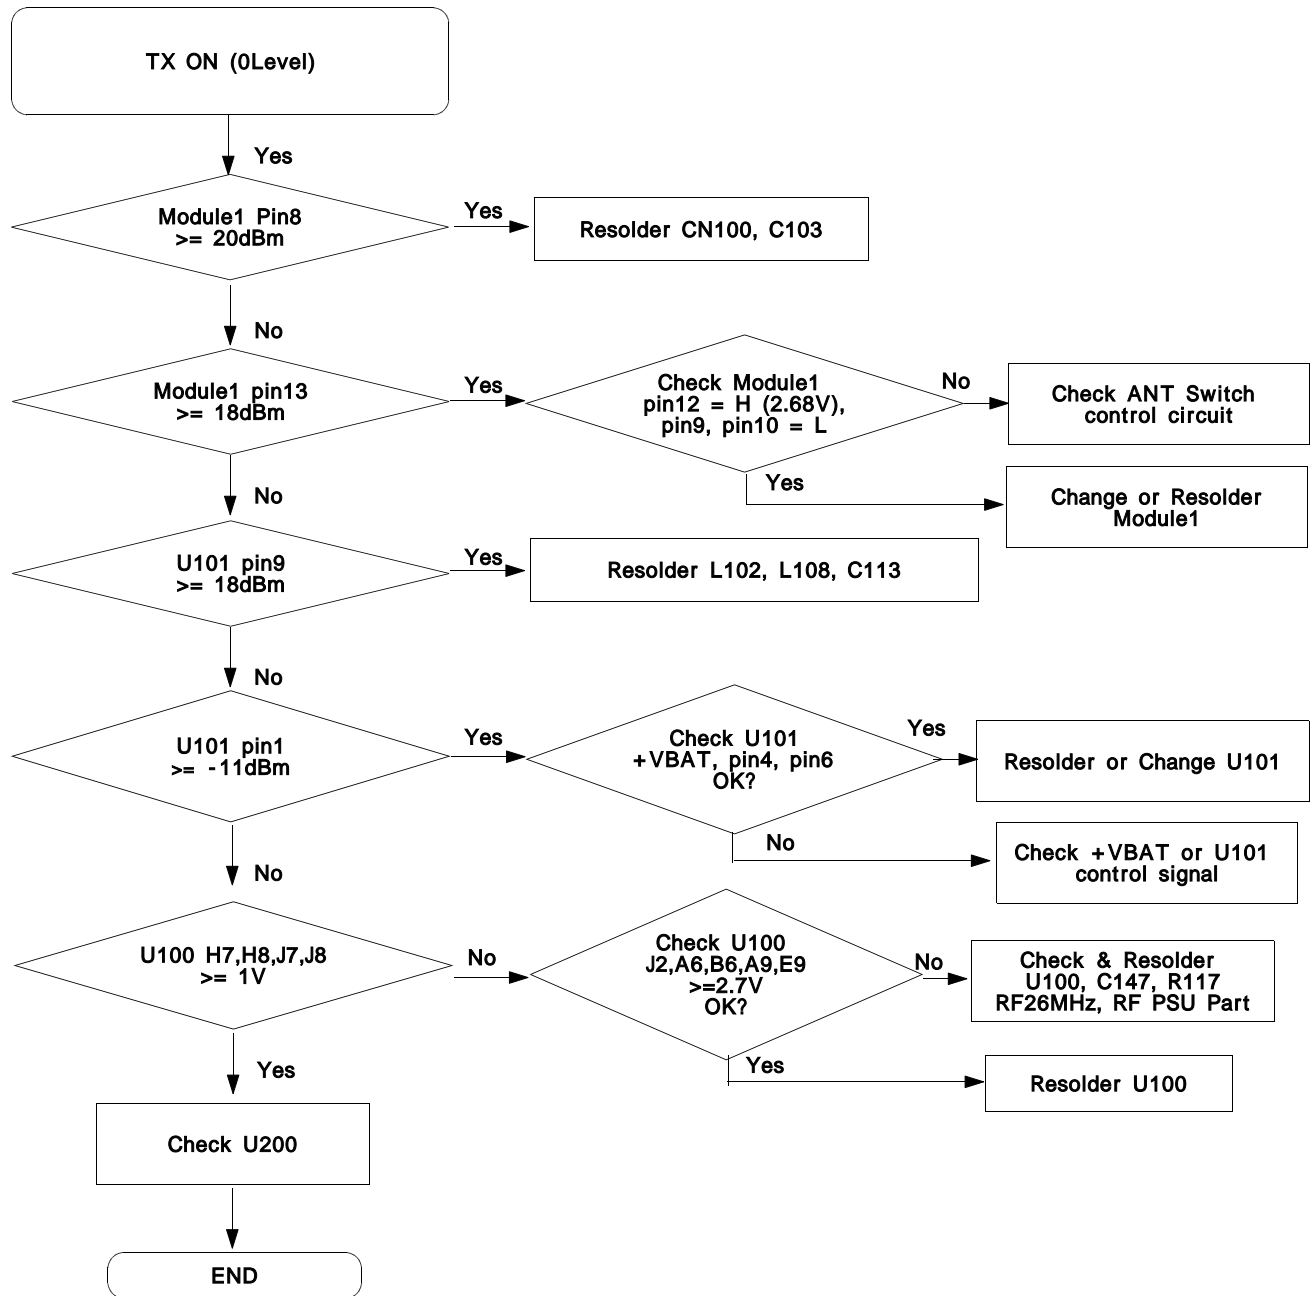 TX ON (0Level)
Yes
Module1 Pin8
>= 20dBm
Yes
Resolder CN100, C103
No
Module1 pin13
>= 18dBm
Yes
Check Module1
pin12 = H (2.68V),
pin9, pin10 = L
No
Check ANT Switch
control circuit
Yes
Change or Resolder
Module1
No
U101 pin9
>= 18dBm
Yes
Resolder L102, L108, C113
No
U101 pin1
>= -11dBm
Yes
Check U101
+VBAT, pin4, pin6
OK?
Yes
Resolder or Change U101
No
Check +VBAT or U101
control signal
No
U100 H7,H8,J7,J8
>= 1V
No
Check U100
J2,A6,B6,A9,E9
>=2.7V
OK?
No
Check & Resolder
U100, C147, R117
RF26MHz, RF PSU Part
Yes
Resolder U100
Yes
Check U200
END